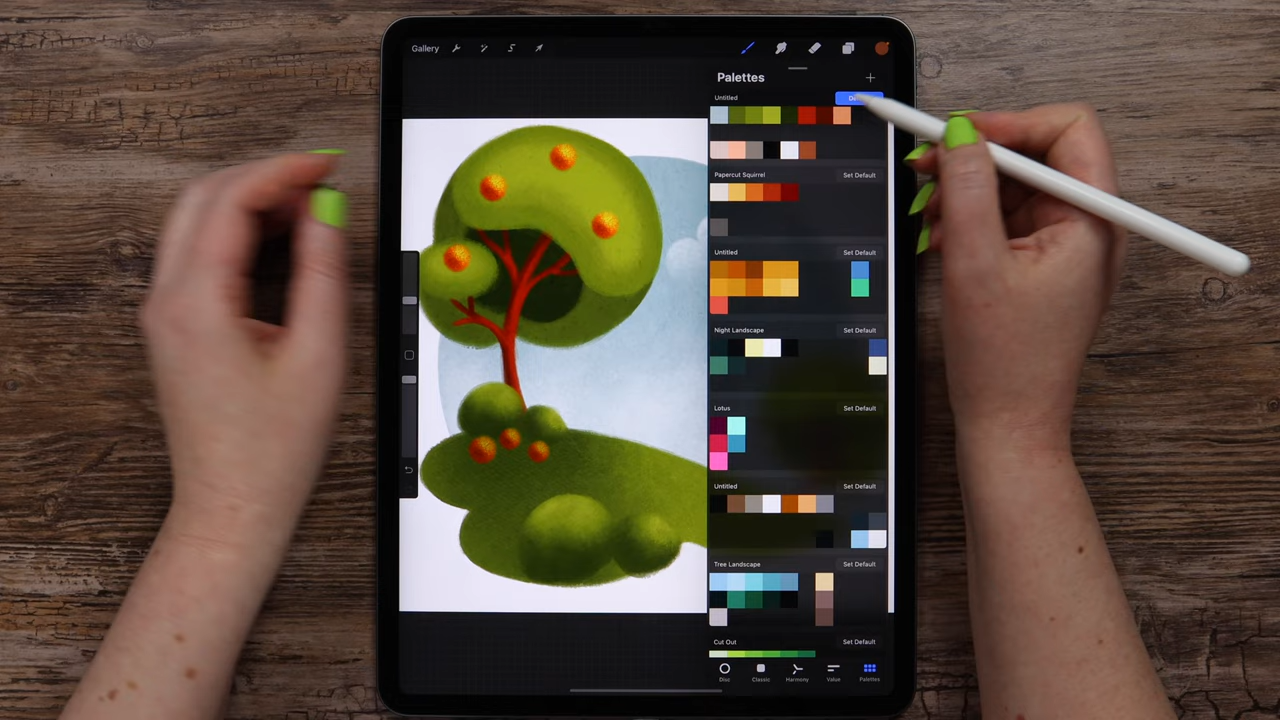 Gallery
Palettes
Untitled
Papercut Squirrel Set Default
Untitled Set Default
Night Landscape Set Default
Lotus Set Default
Untitled Set Default
Tree Landscape Set Default
Cut Out Set Default
Disc Classic Harmony Value Palettes